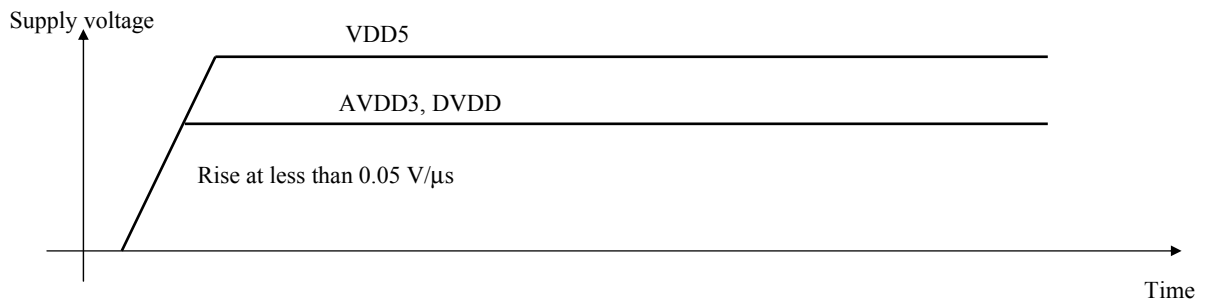 Supply voltage
VDD5
AVDD3, DVDD
Rise at less than 0.05 V/μs
Time